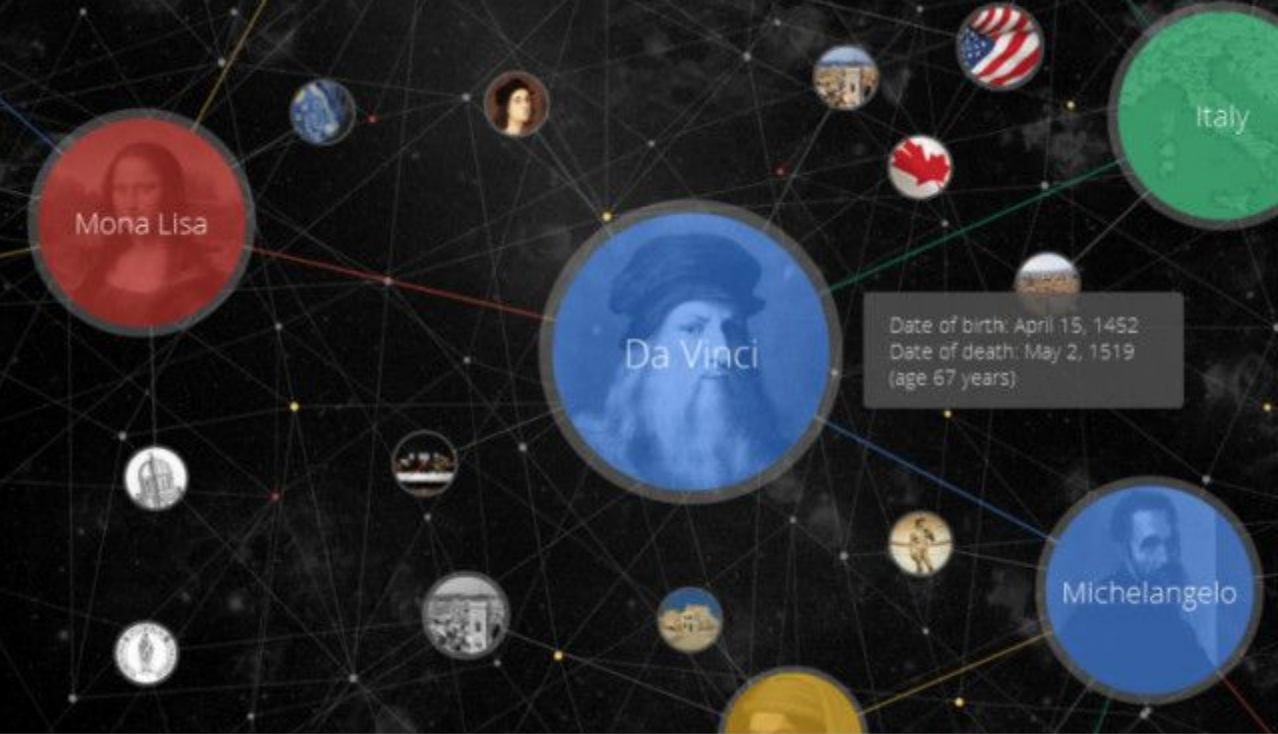 Italy
Mona Lisa
Da Vinci
Date of birth: April 15, 1452
Date of death: May 2, 1519
(age 67 years)
Michelangelo